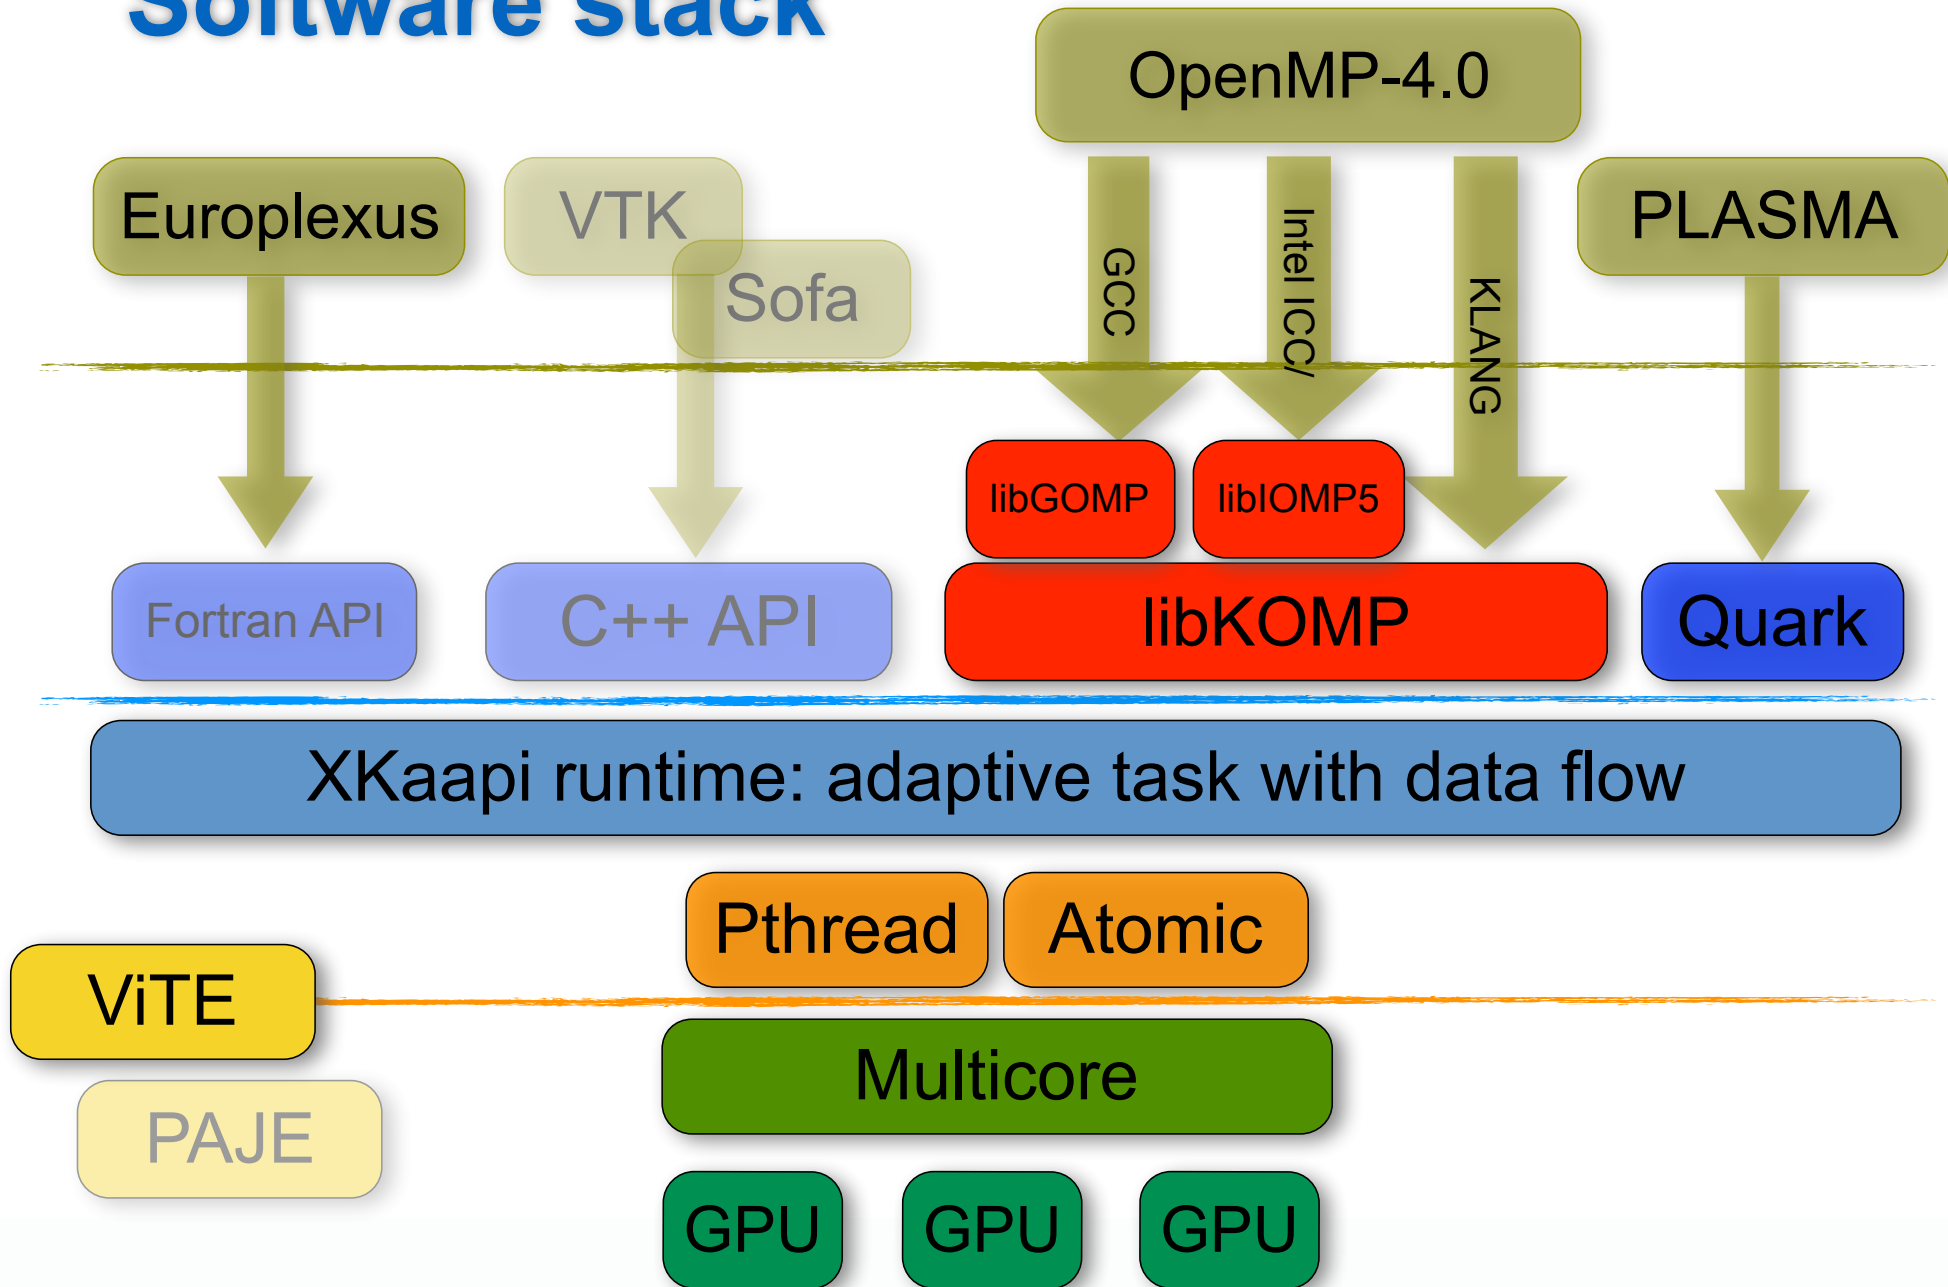 Software stack
OpenMP-4.0
Europlexus
VTK
Sofa
GCC
Intel ICC/
KLANG
PLASMA
libGOMP
libIOMP5
Fortran API
C++ API
libKOMP
Quark
XKaapi runtime: adaptive task with data flow
Pthread
Atomic
ViTE
Multicore
PAJE
GPU
GPU
GPU